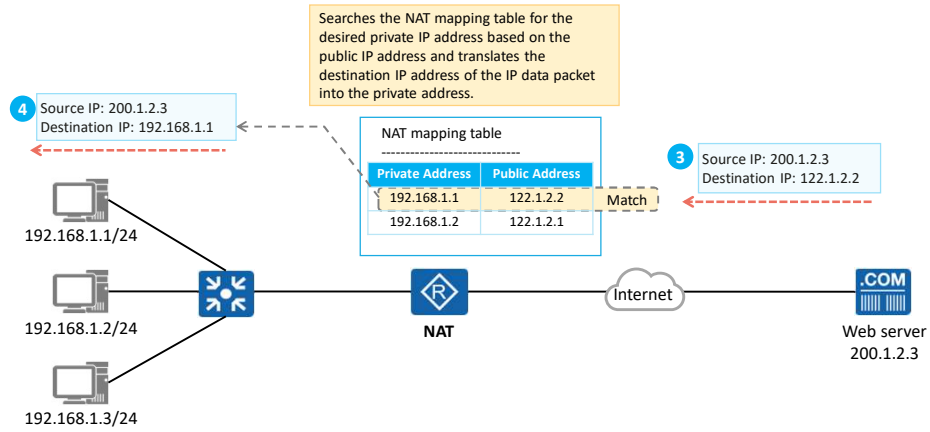 Searches the NAT mapping table for the
desired private IP address based on the
public IP address and translates the
destination IP address of the IP data packet
into the private address.
4
Source IP: 200.1.2.3
Destination IP: 192.168.1.1
NAT mapping table
-----------------------------
Private Address Public Address
192.168.1.1 122.1.2.2 Match
192.168.1.2 122.1.2.1
3
Source IP: 200.1.2.3
Destination IP: 122.1.2.2
192.168.1.1/24
192.168.1.2/24
192.168.1.3/24
R
NAT
Internet
.COM
Web server
200.1.2.3